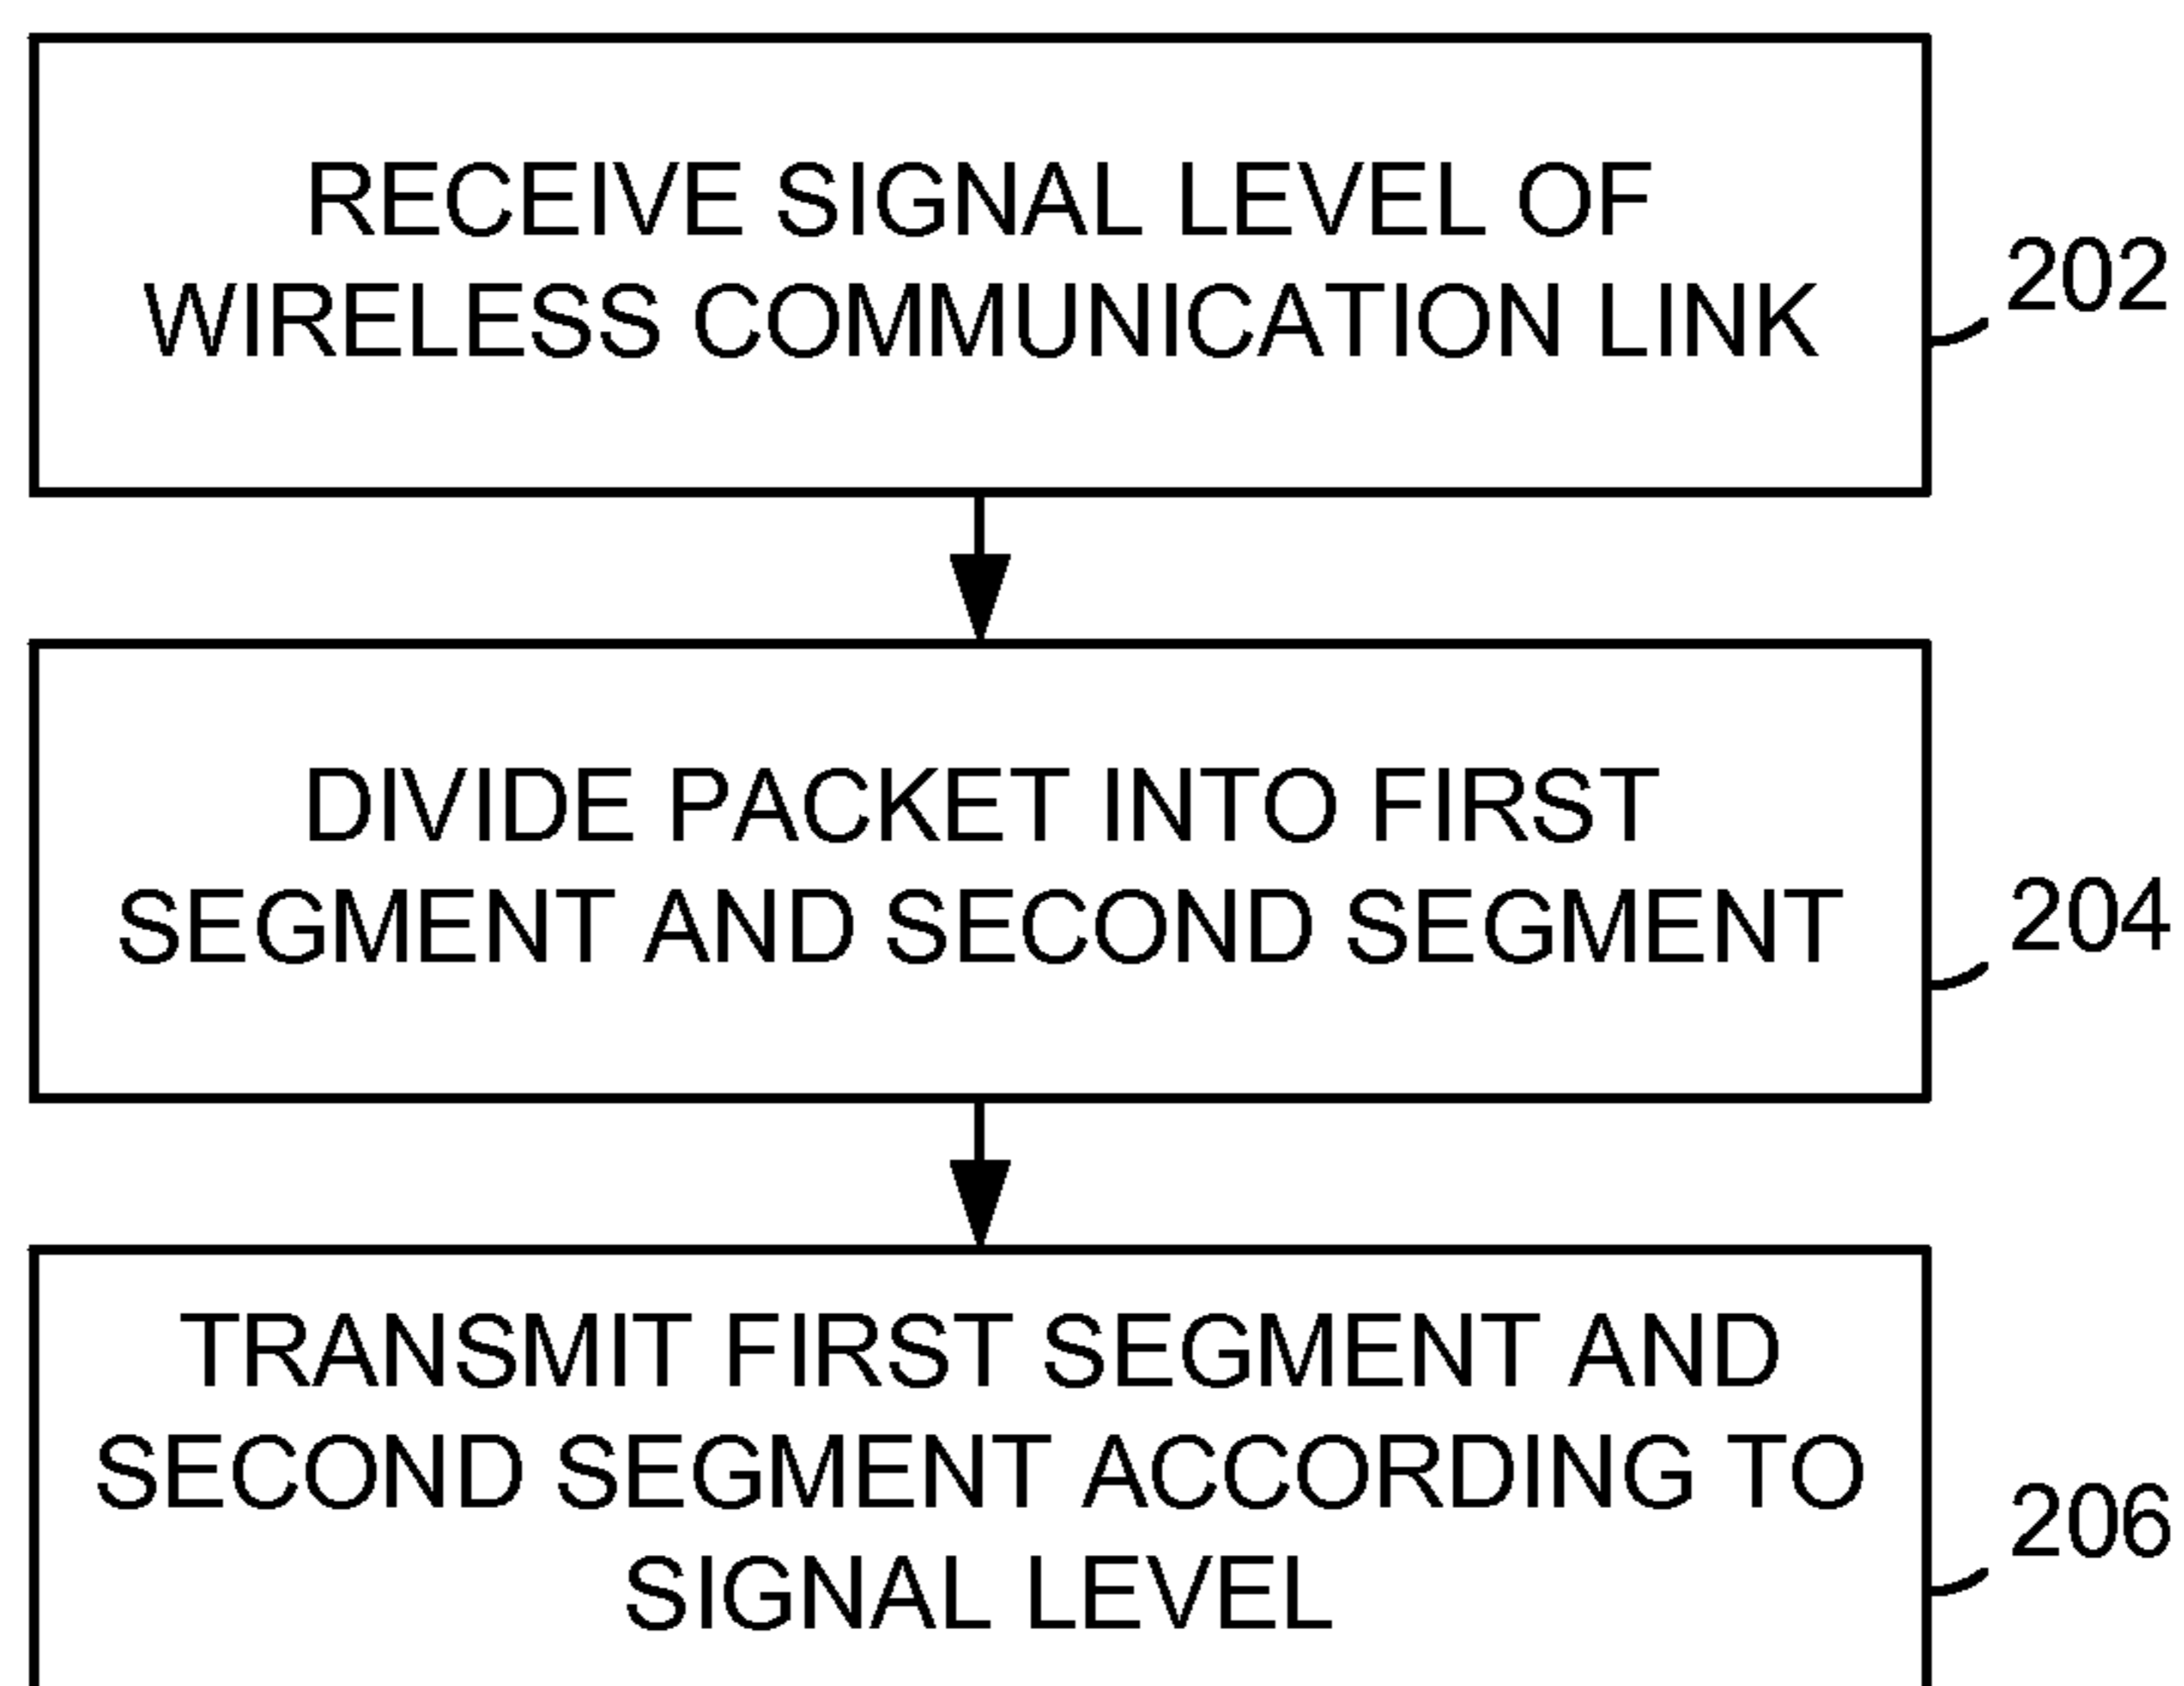 RECEIVE SIGNAL LEVEL OF
WIRELESS COMMUNICATION LINK
202
DIVIDE PACKET INTO FIRST
SEGMENT AND SECOND SEGMENT
204
TRANSMIT FIRST SEGMENT AND
SECOND SEGMENT ACCORDING TO
SIGNAL LEVEL
206